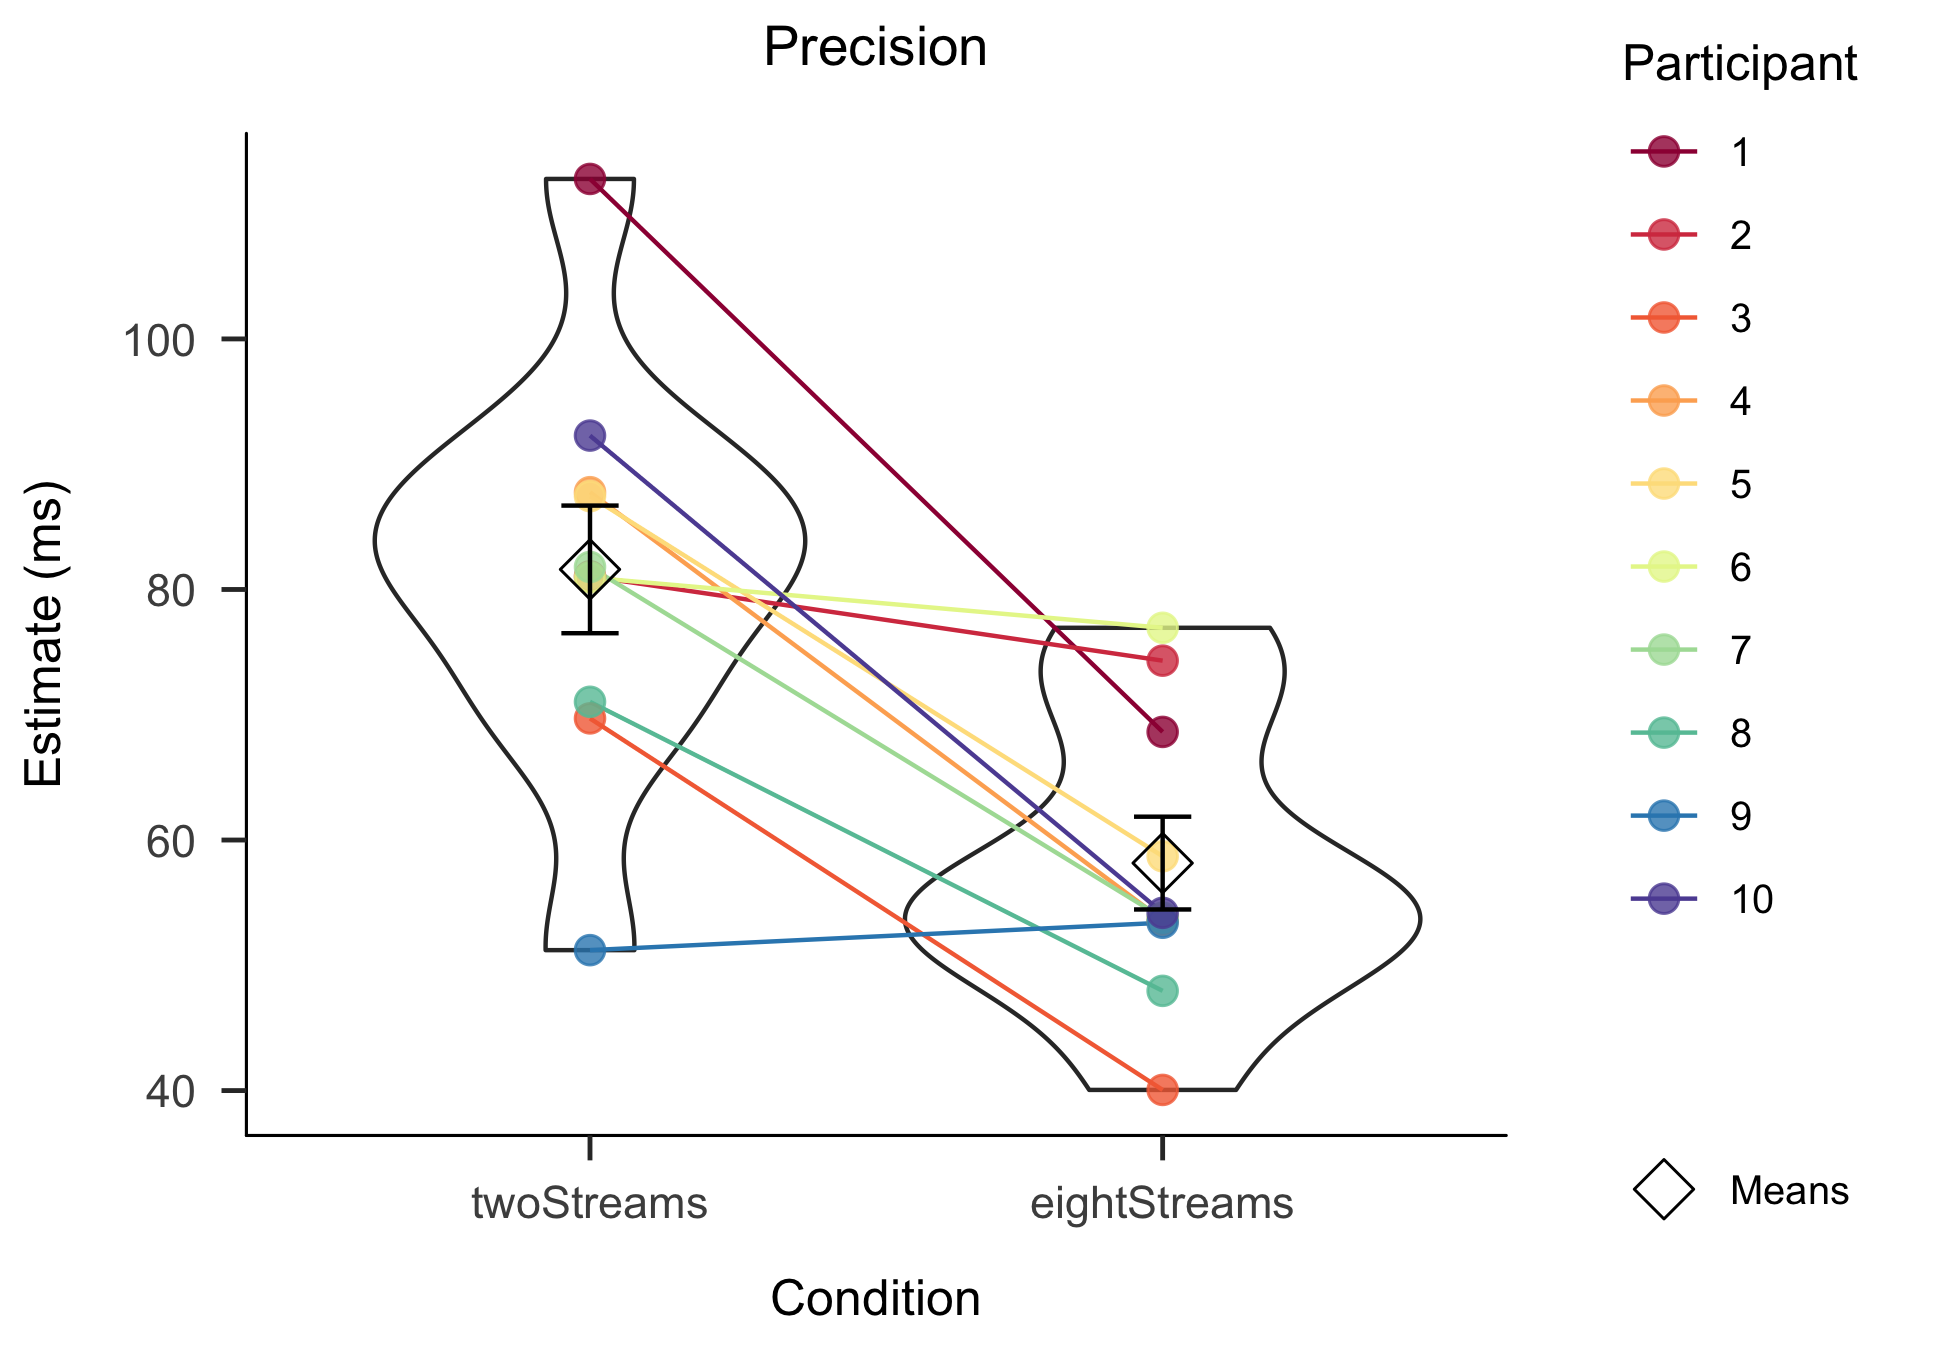 Precision
Estimate (ms)
100
80
60
40
twoStreams
eightStreams
Condition
Participant
1
2
3
4
5
6
7
8
9
10
Means